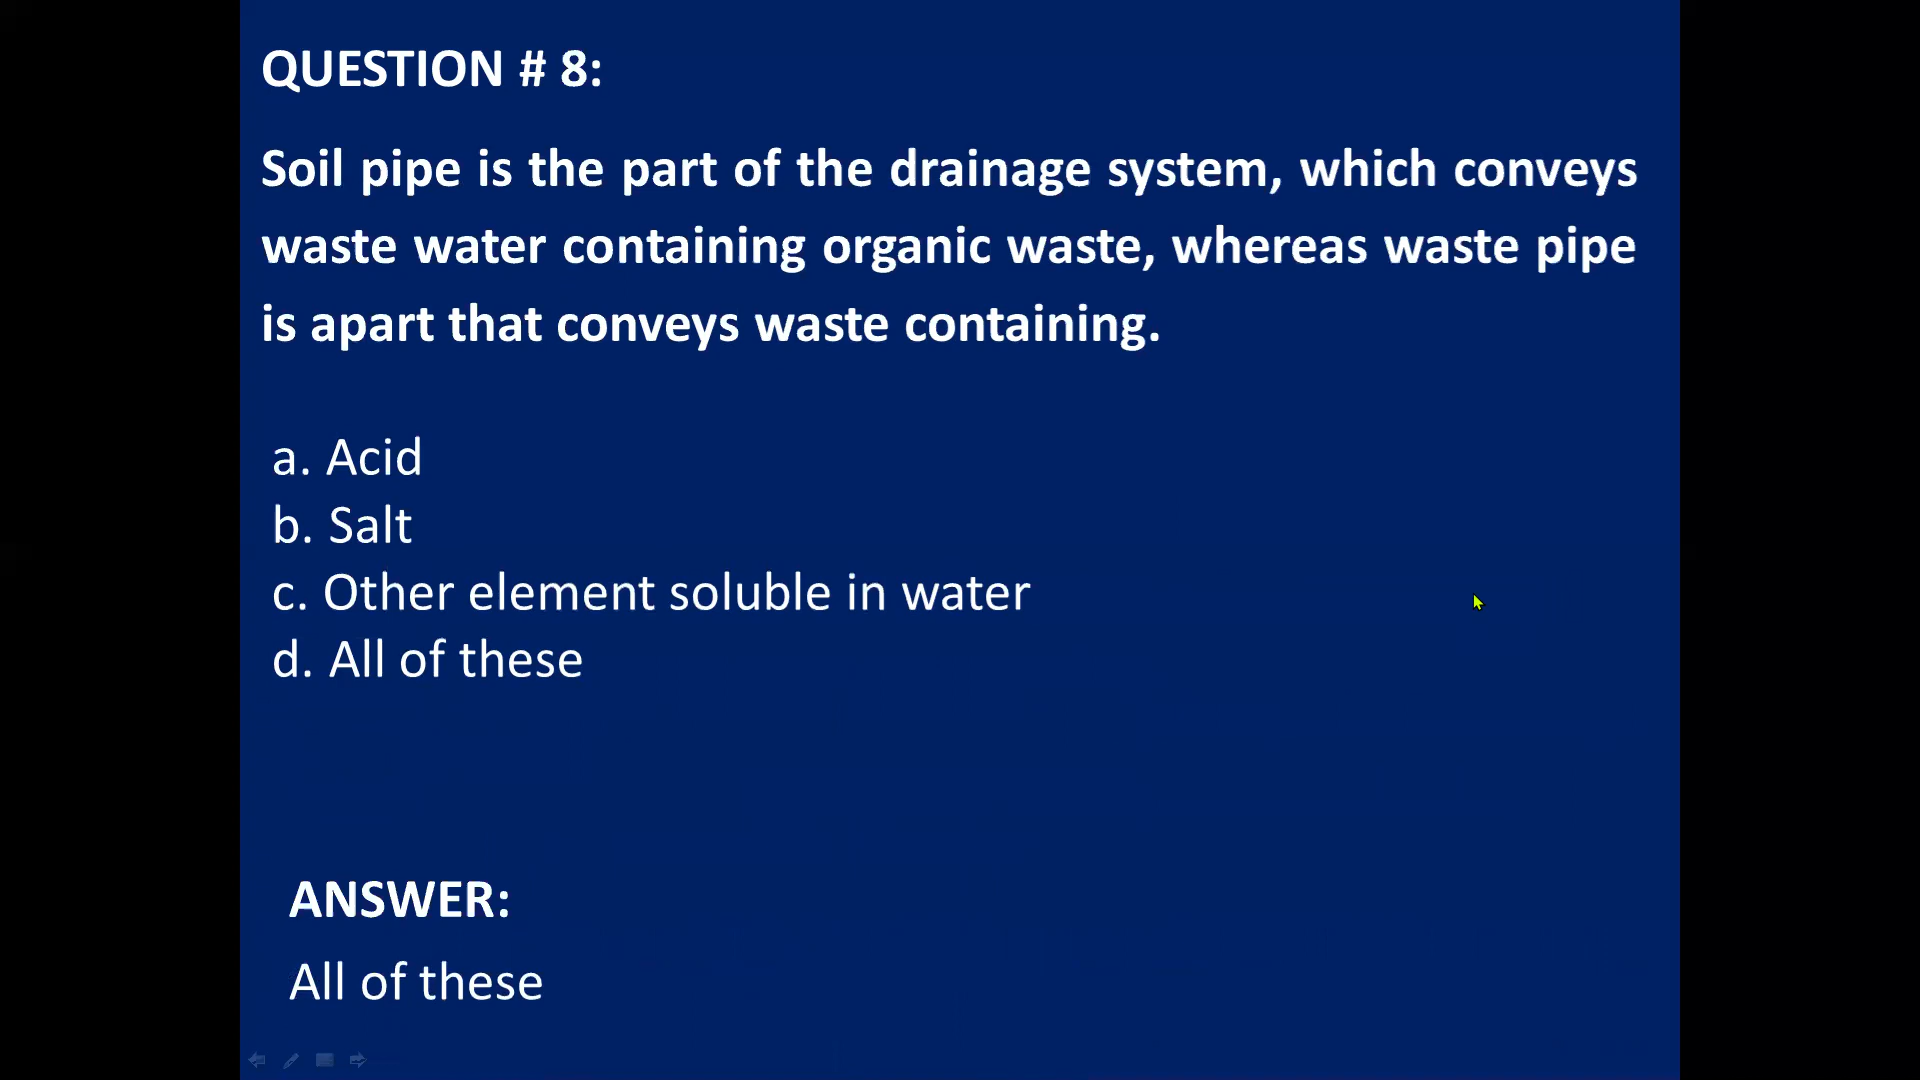 QUESTION # 8:
Soil pipe is the part of the drainage system, which conveys
waste water containing organic waste, whereas waste pipe
is apart that conveys waste containing.
a. Acid
b. Salt
c. Other element soluble in water
d. All of these
ANSWER:
All of these